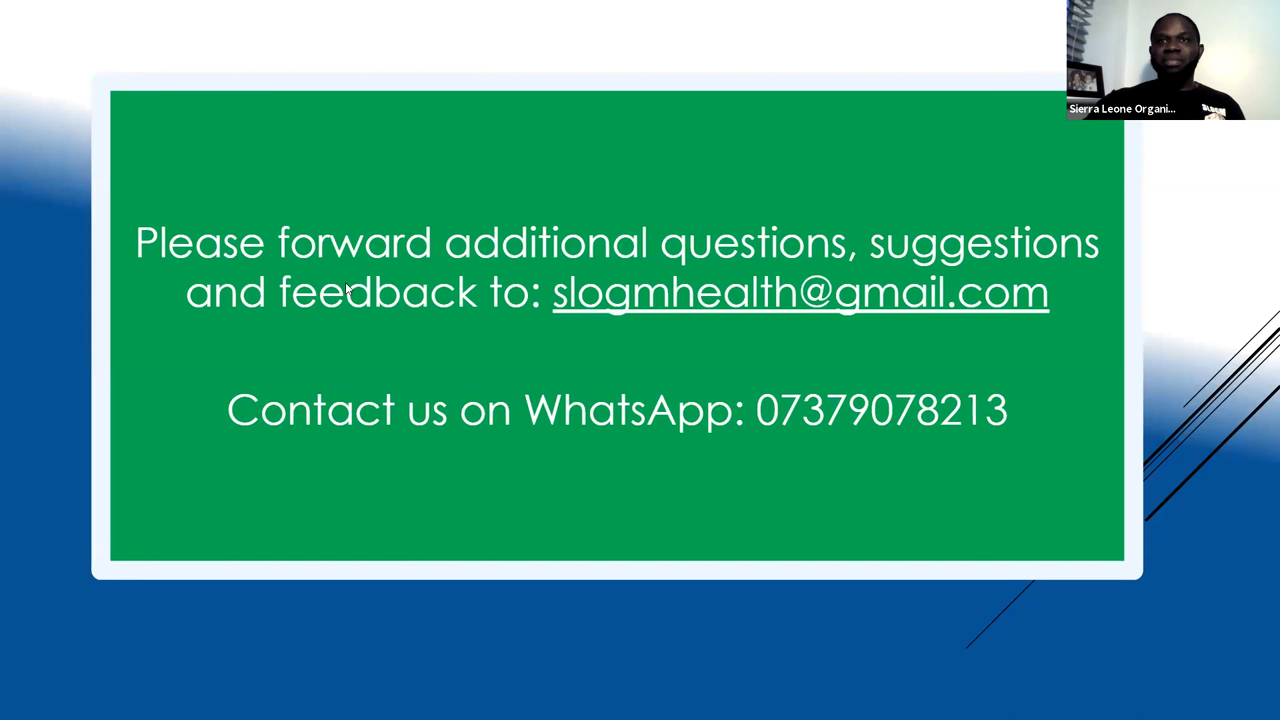 Sierra Leone Organi...
Please forward additional questions, suggestions
and feedback to: slogmhealth@gmail.com
Contact us on WhatsApp: 07379078213